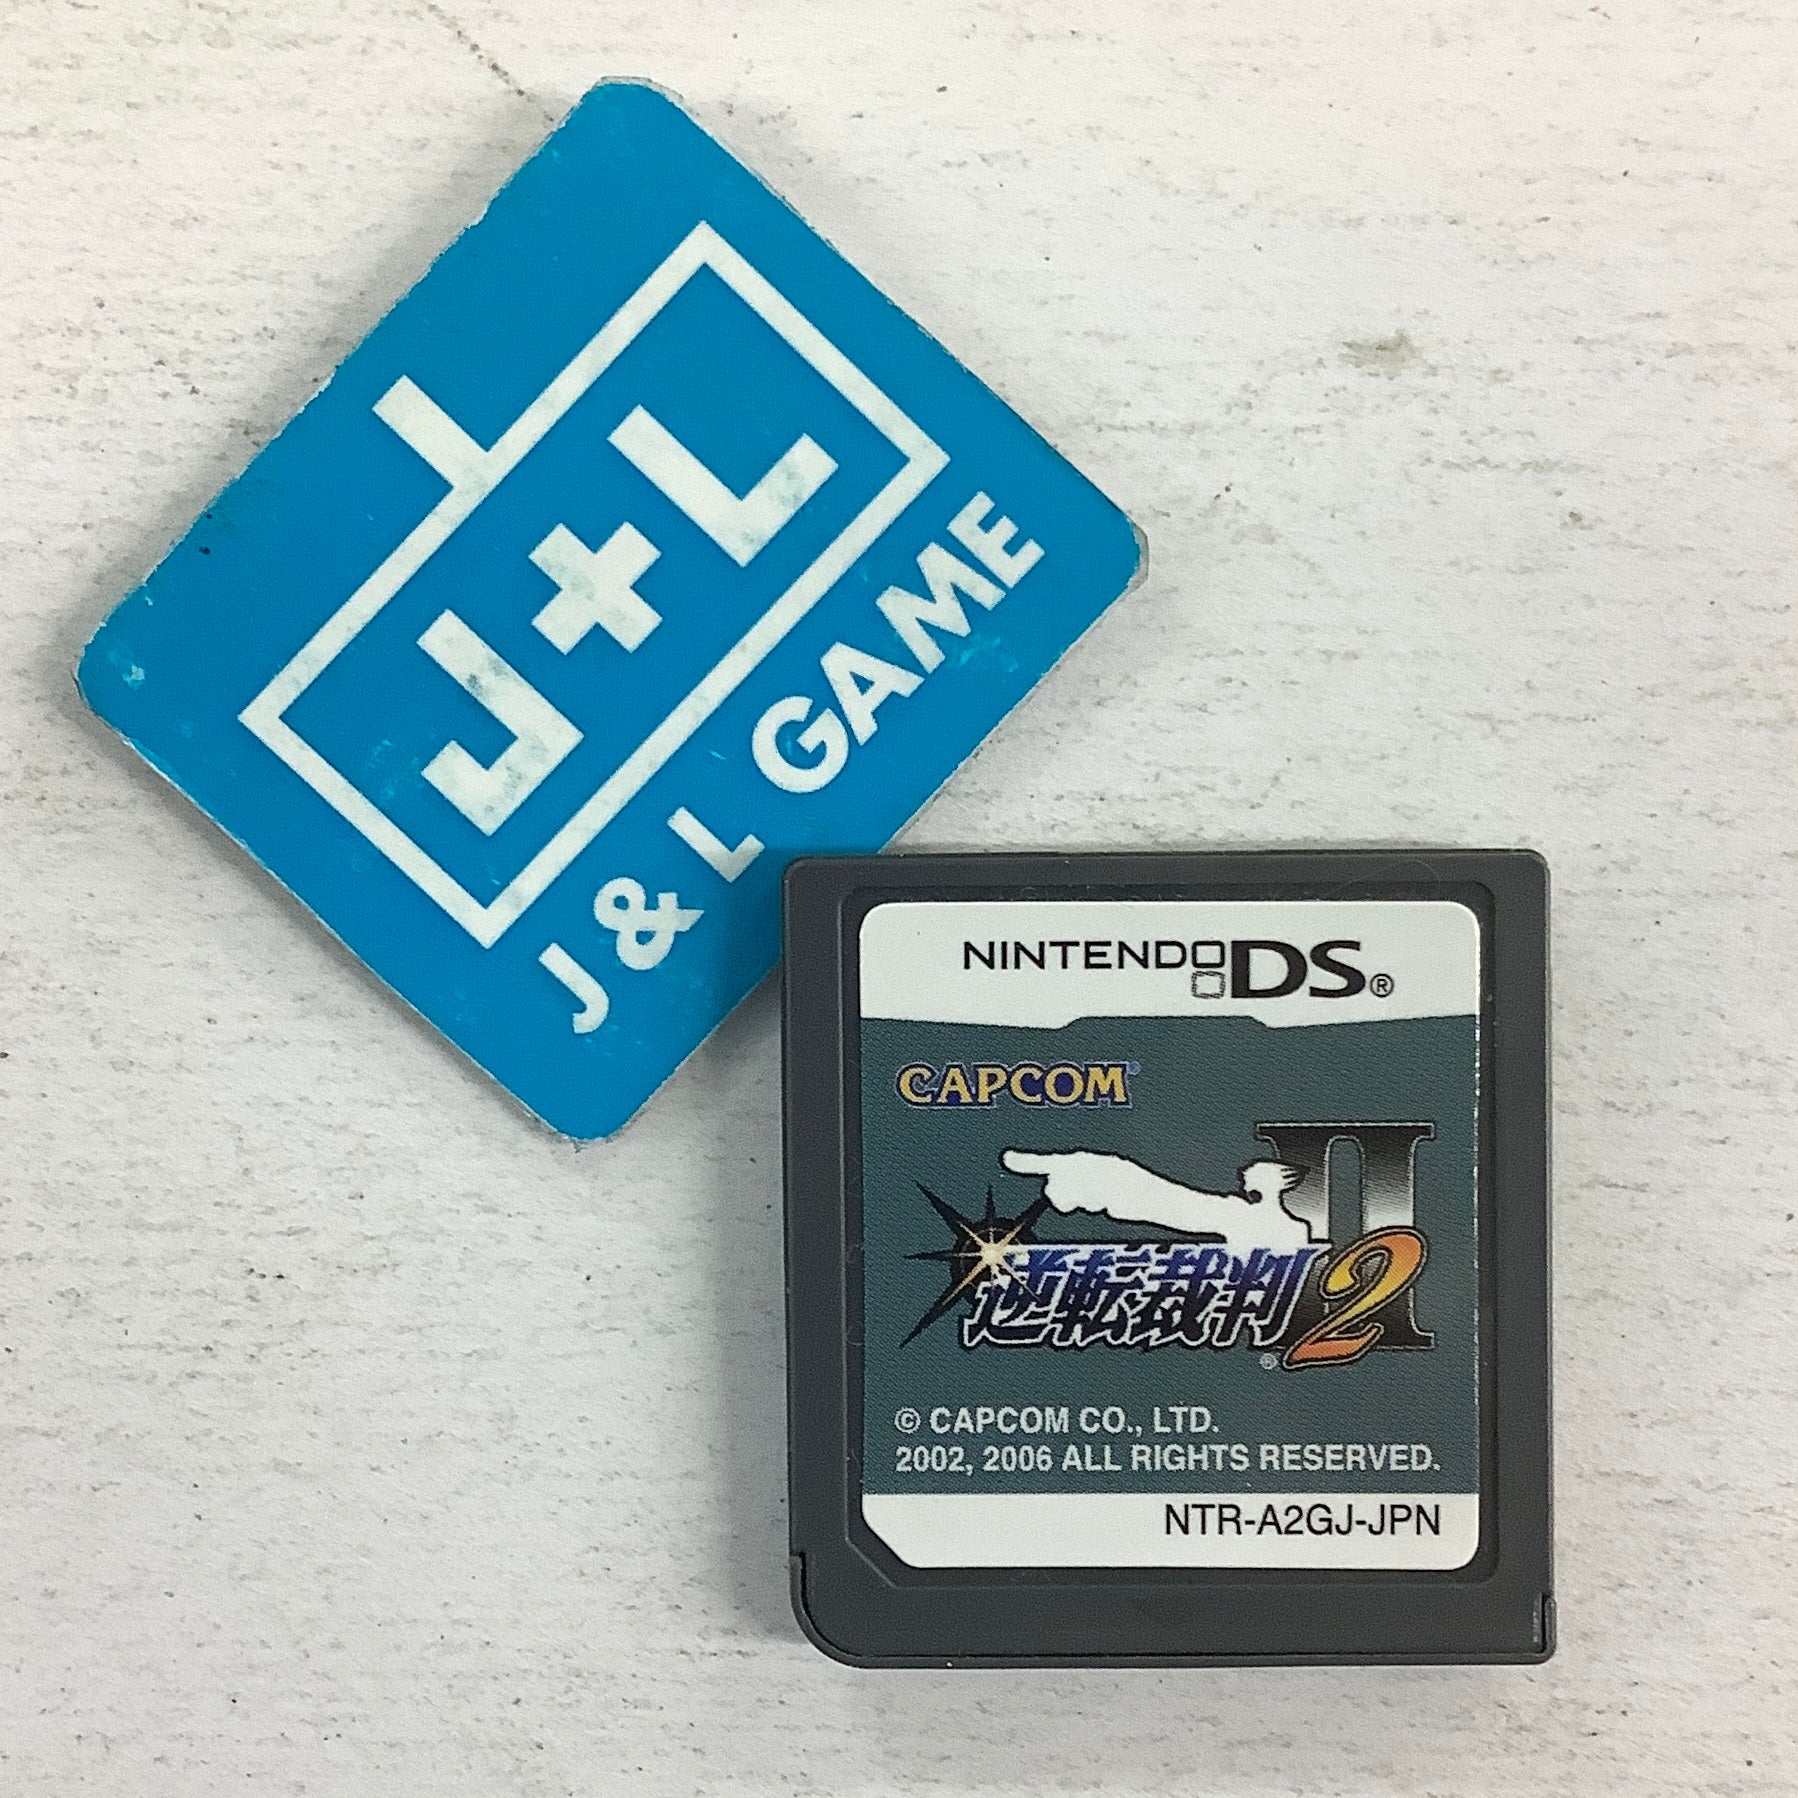 J+L
J & L GAME
NINTENDO DS®
CAPCOM®
II
逆転裁判2®
© CAPCOM CO., LTD.
2002, 2006 ALL RIGHTS RESERVED.
NTR-A2GJ-JPN